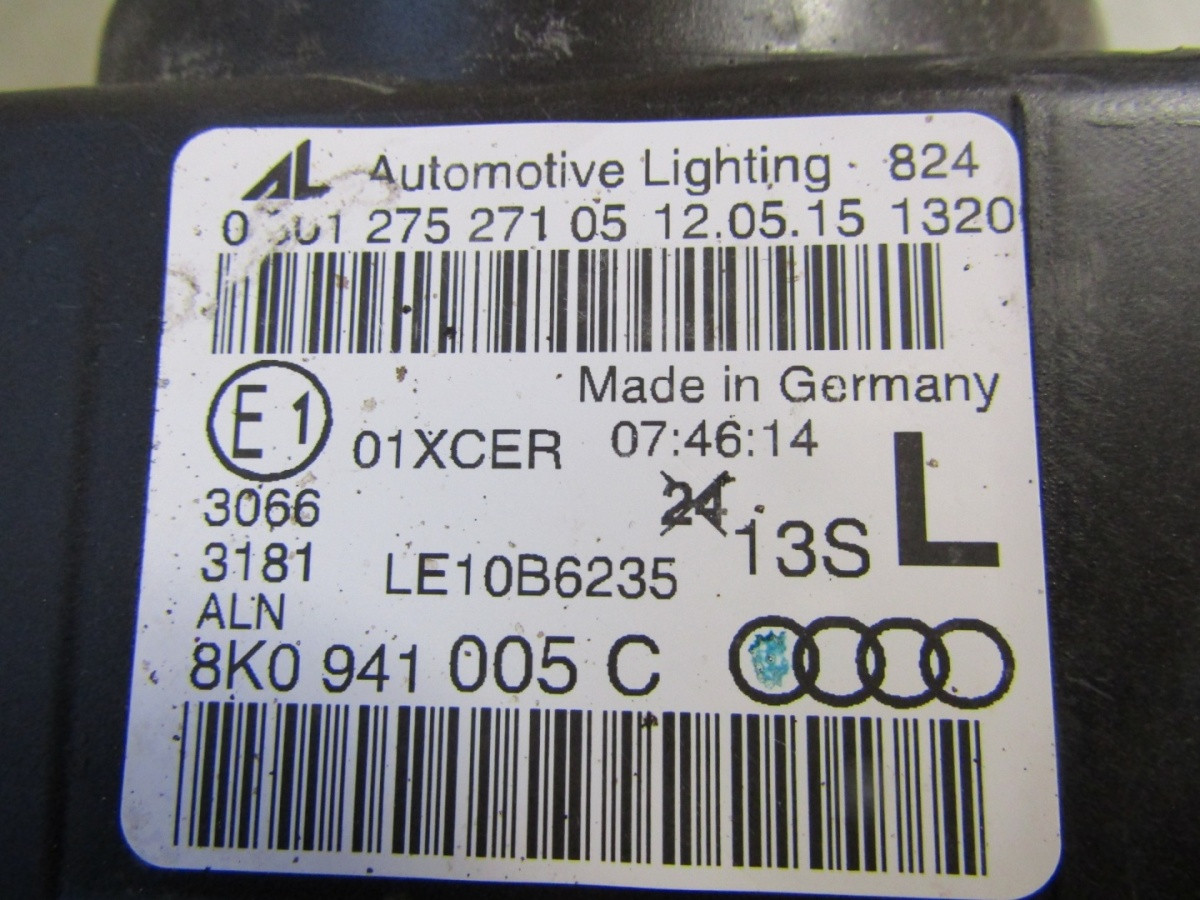 AL Automotive Lighting 824
275 271 05 12.05.15 1320
Made in Germany
E1 01XCER 07:46:14
3066 24 L
3181 LE10B6235 13S
ALN
8K0 941 005 C